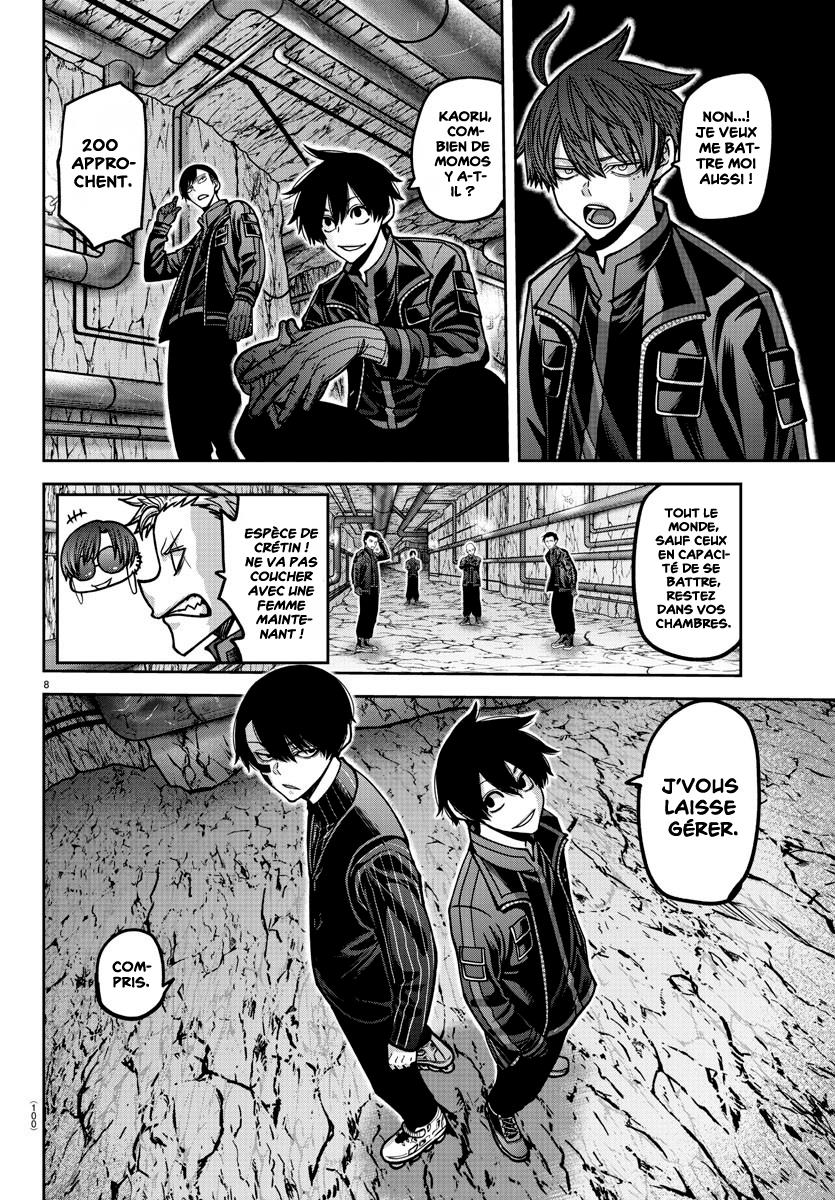 NON...!
JE VEUX
ME BAT-
TRE MOI
AUSSI !
KAORU,
COM-
BIEN DE
MOMOS
Y A-T-
IL ?
200
APPRO-
CHENT.
TOUT LE
MONDE,
SAUF CEUX
EN CAPACI-
TÉ DE SE
BATTRE,
RESTEZ
DANS VOS
CHAMBRES.
ESPÈCE DE
CRÉTIN !
NE VA PAS
COUCHER
AVEC UNE
FEMME
MAINTE-
NANT !
8
J'VOUS
LAISSE
GÉRER.
COM-
PRIS.
(100)